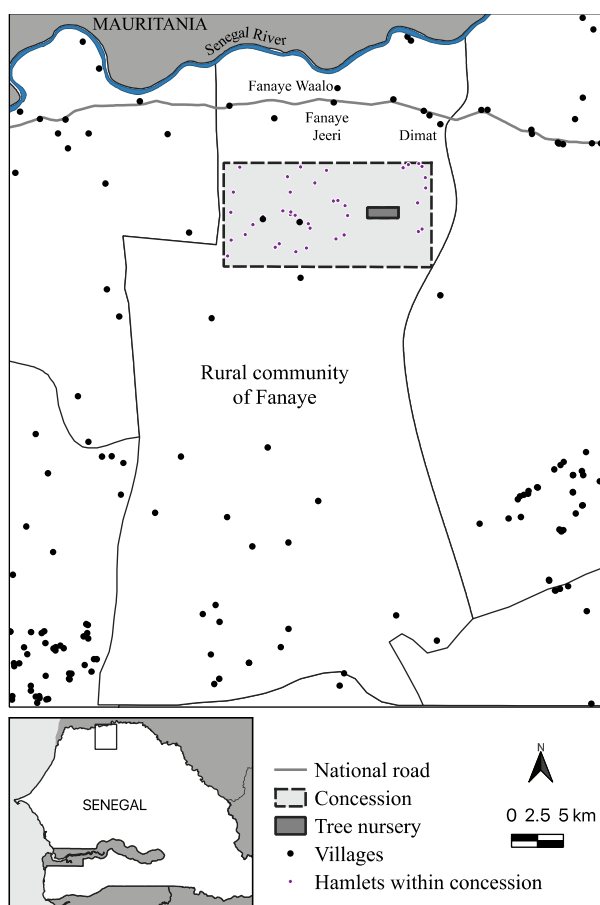 MAURITANIA
Senegal River
Fanaye Waalo
Fanaye
Jeeri
Dimat
Rural community
of Fanaye
SENEGAL
National road
Concession
Tree nursery
Villages
Hamlets within concession
N
0 2.5 5 km